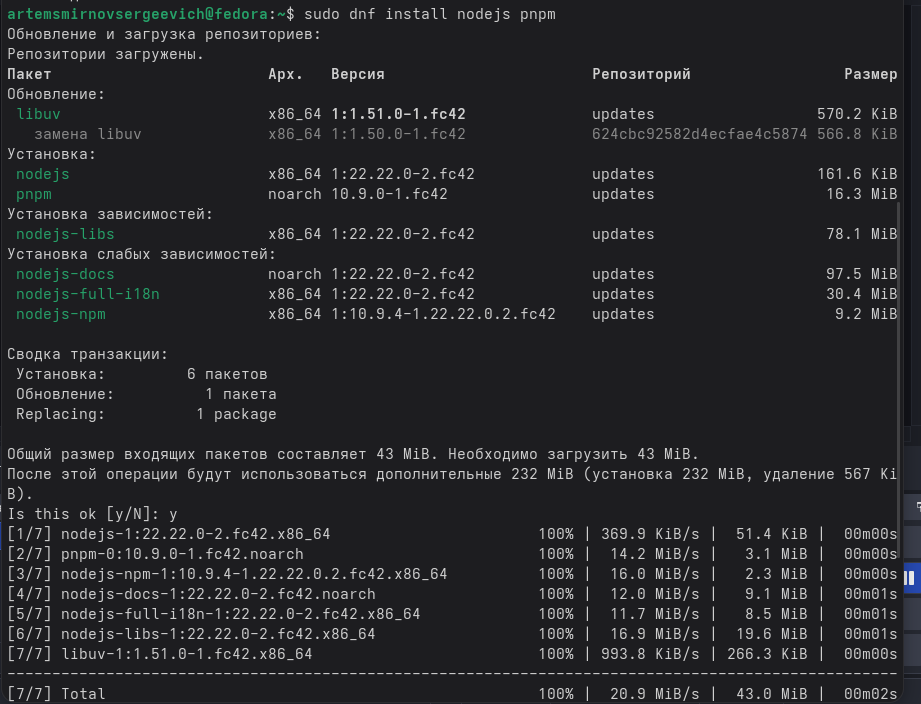 artemsmirnovsergeevich@fedora:~$ sudo dnf install nodejs pnpm
Обновление и загрузка репозиториев:
Репозитории загружены.
Пакет Арх. Версия Репозиторий Размер
Обновление:
libuv x86_64 1:1.51.0-1.fc42 updates 570.2 KiB
замена libuv x86_64 1:1.50.0-1.fc42 624cbc92582d4ecfae4c5874 566.8 KiB
Установка:
nodejs x86_64 1:22.22.0-2.fc42 updates 161.6 KiB
pnpm noarch 10.9.0-1.fc42 updates 16.3 MiB
Установка зависимостей:
nodejs-libs x86_64 1:22.22.0-2.fc42 updates 78.1 MiB
Установка слабых зависимостей:
nodejs-docs noarch 1:22.22.0-2.fc42 updates 97.5 MiB
nodejs-full-i18n x86_64 1:22.22.0-2.fc42 updates 30.4 MiB
nodejs-npm x86_64 1:10.9.4-1.22.22.0.2.fc42 updates 9.2 MiB
Сводка транзакции:
Установка: 6 пакетов
Обновление: 1 пакета
Replacing: 1 package
Общий размер входящих пакетов составляет 43 MiB. Необходимо загрузить 43 MiB.
После этой операции будут использоваться дополнительные 232 MiB (установка 232 MiB, удаление 567 Ki
B).
Is this ok [y/N]: y
[1/7] nodejs-1:22.22.0-2.fc42.x86_64 100% | 369.9 KiB/s | 51.4 KiB | 00m00s
[2/7] pnpm-0:10.9.0-1.fc42.noarch 100% | 14.2 MiB/s | 3.1 MiB | 00m00s
[3/7] nodejs-npm-1:10.9.4-1.22.22.0.2.fc42.x86_64 100% | 16.0 MiB/s | 2.3 MiB | 00m00s
[4/7] nodejs-docs-1:22.22.0-2.fc42.noarch 100% | 12.0 MiB/s | 9.1 MiB | 00m01s
[5/7] nodejs-full-i18n-1:22.22.0-2.fc42.x86_64 100% | 11.7 MiB/s | 8.5 MiB | 00m01s
[6/7] nodejs-libs-1:22.22.0-2.fc42.x86_64 100% | 16.9 MiB/s | 19.6 MiB | 00m01s
[7/7] libuv-1:1.51.0-1.fc42.x86_64 100% | 993.8 KiB/s | 266.3 KiB | 00m00s
----------------------------------------------------------------------------------------------------
[7/7] Total 100% | 20.9 MiB/s | 43.0 MiB | 00m02s